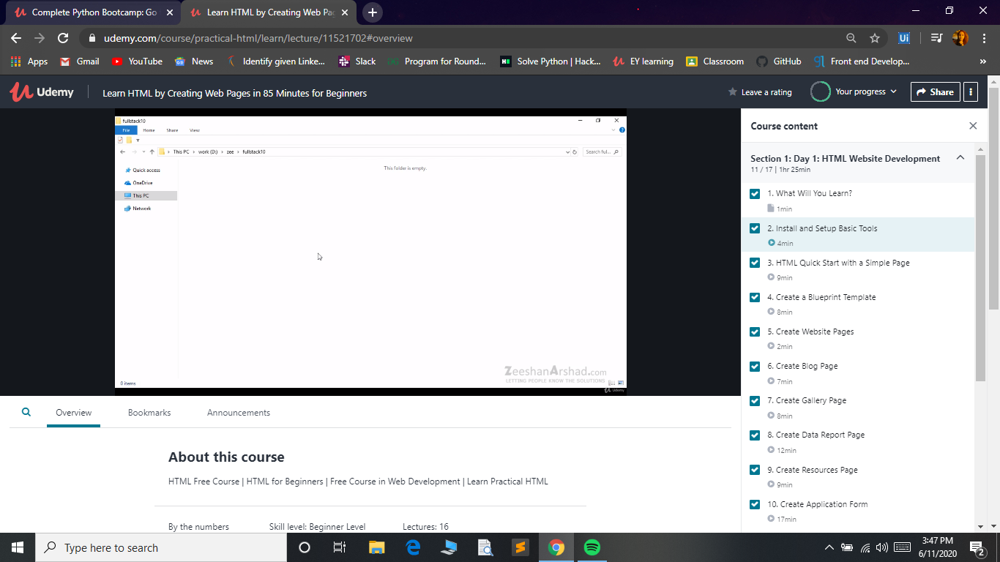 Complete Python Bootcamp: Go
Learn HTML by Creating Web Pag
udemy.com/course/practical-html/learn/lecture/11521702#overview
Ui
Apps Gmail YouTube News Identify given Linke... Slack Program for Round... Solve Python | Hack... EY learning Classroom GitHub Front end Develop... »
Udemy Learn HTML by Creating Web Pages in 85 Minutes for Beginners Leave a rating Your progress Share
fullstack10
File Home Share View
This PC work (D:) zee fullstack10 Search ful...
This folder is empty.
Quick access
OneDrive
This PC
Network
ZeeshanArshad.com
LETTING PEOPLE KNOW THE SOLUTIONS
0 items
udemy
Course content
Section 1: Day 1: HTML Website Development
11 / 17 | 1hr 25min
1. What Will You Learn?
1min
2. Install and Setup Basic Tools
4min
3. HTML Quick Start with a Simple Page
9min
4. Create a Blueprint Template
8min
5. Create Website Pages
2min
6. Create Blog Page
7min
7. Create Gallery Page
8min
8. Create Data Report Page
12min
9. Create Resources Page
9min
10. Create Application Form
17min
Overview Bookmarks Announcements
About this course
HTML Free Course | HTML for Beginners | Free Course in Web Development | Learn Practical HTML
By the numbers Skill level: Beginner Level Lectures: 16
Type here to search
3:47 PM
6/11/2020
2